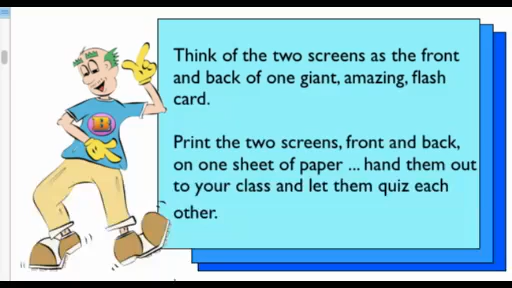 Think of the two screens as the front
and back of one giant, amazing, flash
card.
Print the two screens, front and back,
on one sheet of paper ... hand them out
to your class and let them quiz each
other.
B